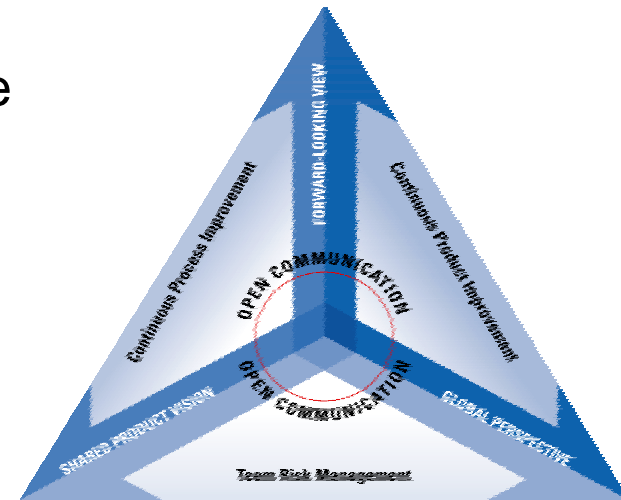 e
FORWARD-LOOKING VIEW
Continuous Process Improvement
Continuous Product Improvement
OPEN COMMUNICATION
OPEN COMMUNICATION
SHARED PRODUCT VISION
GLOBAL PERSPECTIVE
Team Risk Management